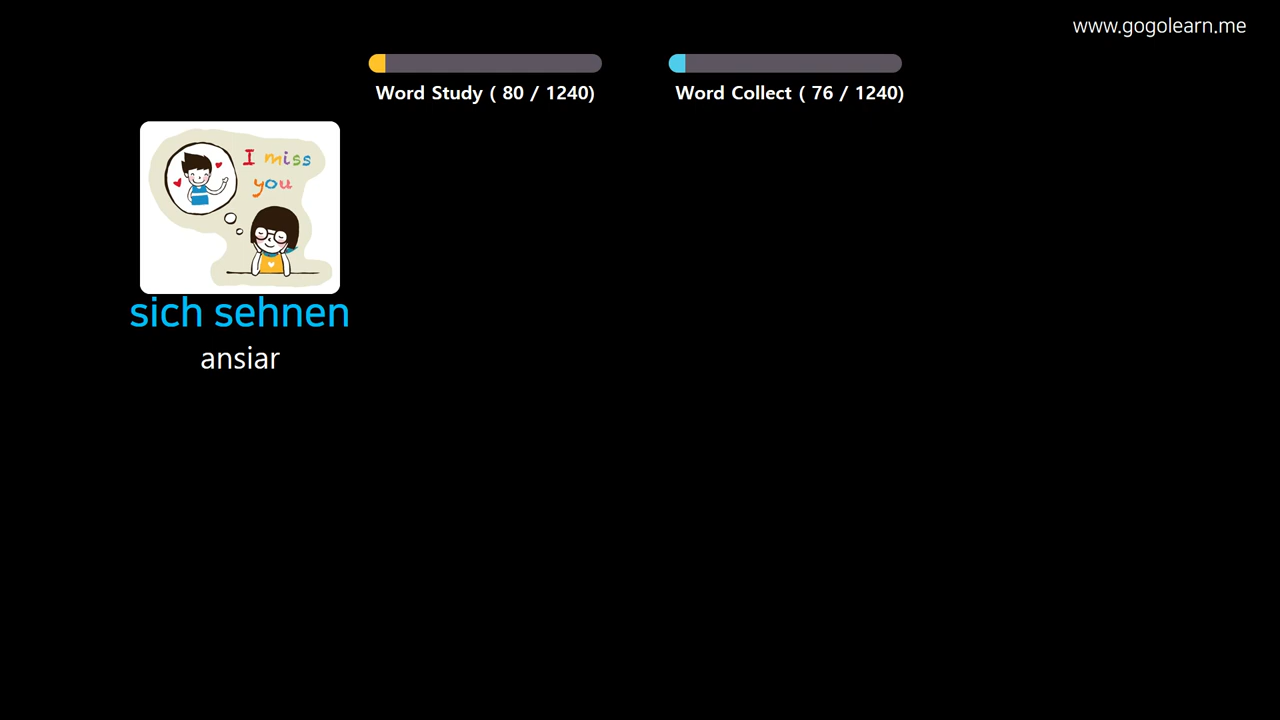 www.gogolearn.me
Word Study ( 80 / 1240)
Word Collect ( 76 / 1240)
I miss
you
sich sehnen
ansiar